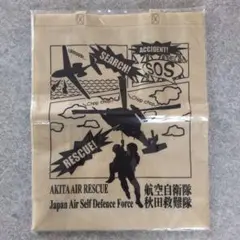 ACCIDENT!
SEARCH!
SOS
RESCUE!
AKITA AIR RESCUE
Japan Air Self Defence Force
航空自衛隊
秋田救難隊